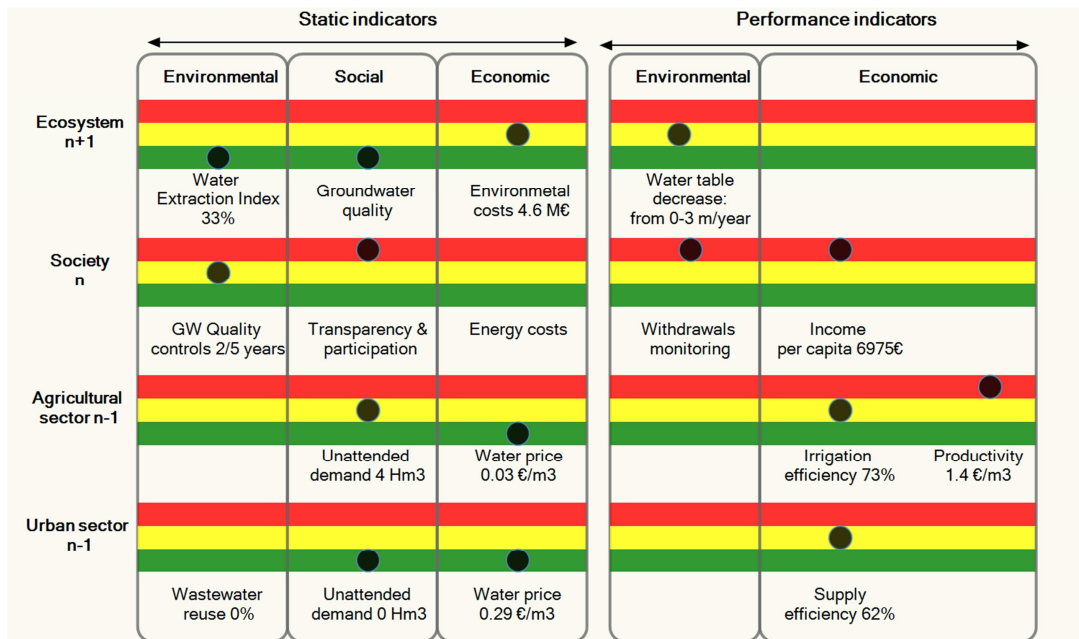 Static indicators
Performance indicators
Environmental
Social
Economic
Environmental
Economic
Ecosystem
n+1
Water
Extraction Index
33%
Groundwater
quality
Environmetal
costs 4.6 M€
Water table
decrease:
from 0-3 m/year
Society
n
GW Quality
controls 2/5 years
Transparency &
participation
Energy costs
Withdrawals
monitoring
Income
per capita 6975€
Agricultural
sector n-1
Unattended
demand 4 Hm3
Water price
0.03 €/m3
Irrigation
efficiency 73%
Productivity
1.4 €/m3
Urban sector
n-1
Wastewater
reuse 0%
Unattended
demand 0 Hm3
Water price
0.29 €/m3
Supply
efficiency 62%